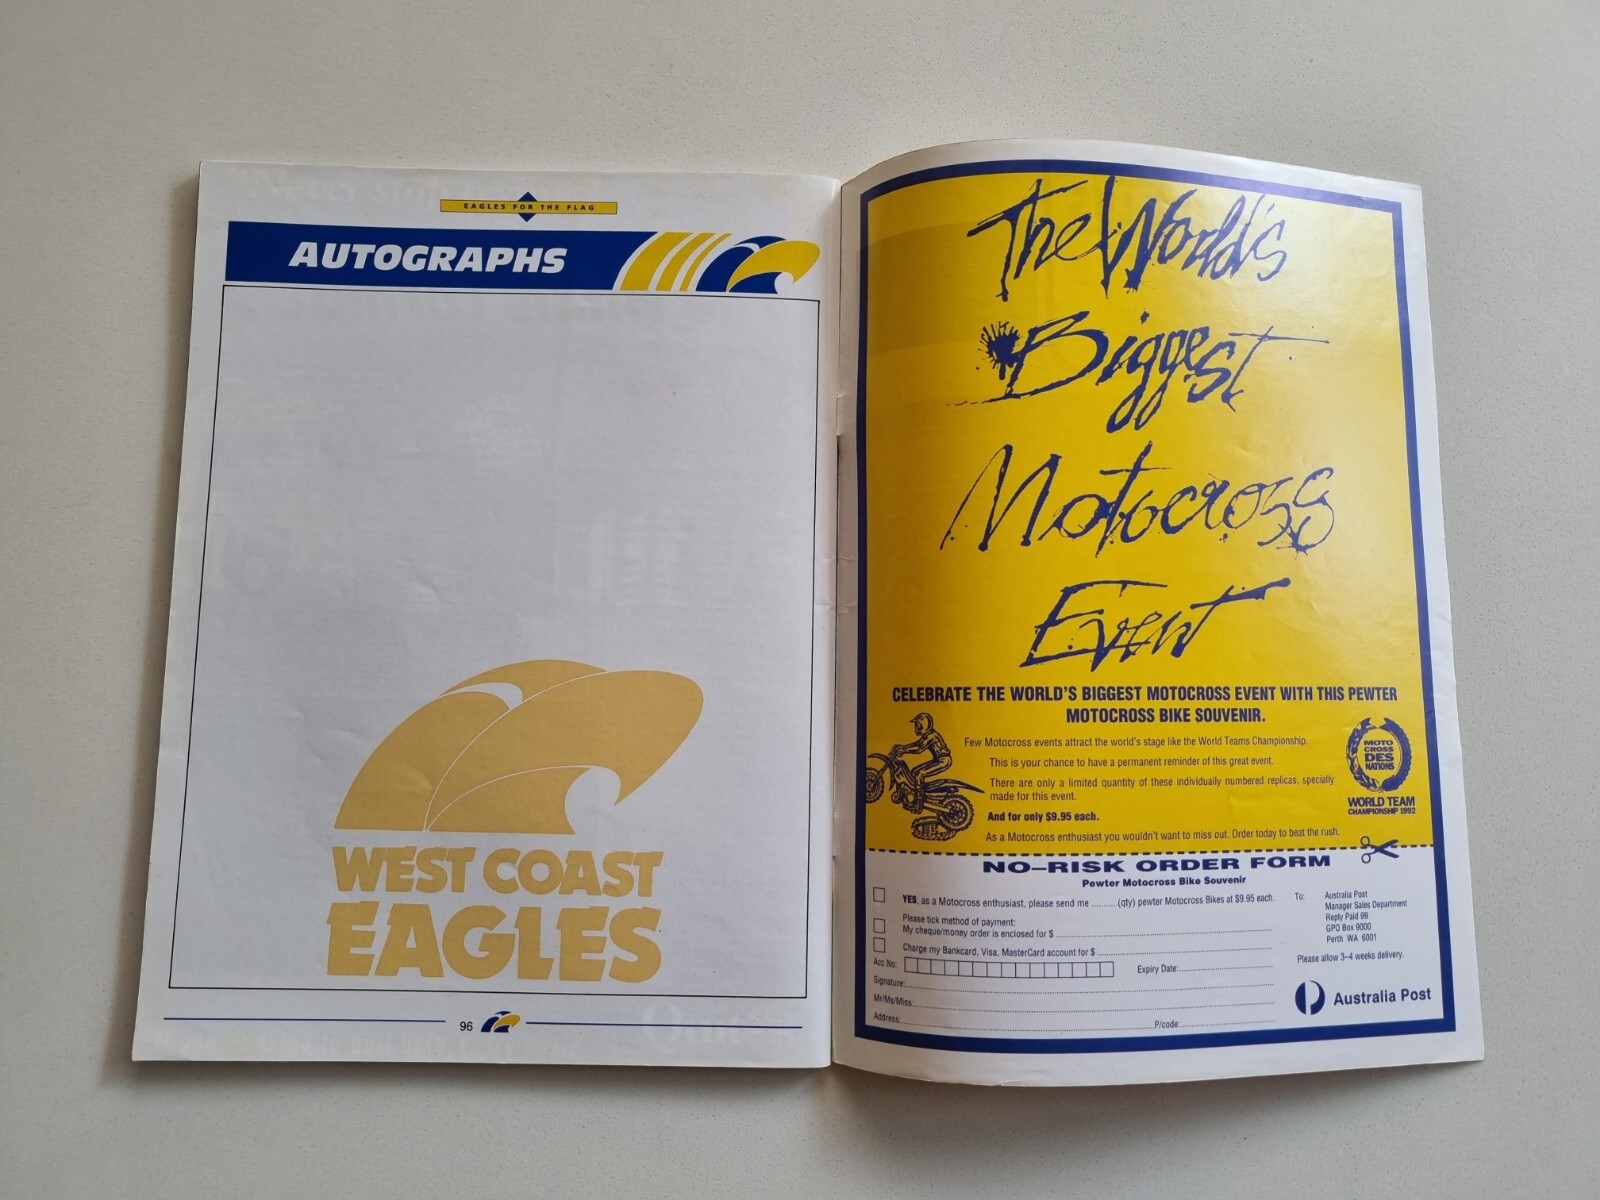 EAGLES FOR THE FLAG
AUTOGRAPHS
WEST COAST
EAGLES
96
The World's
Biggest
Motocross
Event
CELEBRATE THE WORLD'S BIGGEST MOTOCROSS EVENT WITH THIS PEWTER
MOTOCROSS BIKE SOUVENIR.
Few Motocross events attract the world's stage like the World Teams Championship.
This is your chance to have a permanent reminder of this great event.
There are only a limited quantity of these individually numbered replicas, specially
made for this event.
And for only $9.95 each.
As a Motocross enthusiast you wouldn't want to miss out. Order today to beat the rush.
MOTO
CROSS
DES
NATIONS
WORLD TEAM
CHAMPIONSHIP 1992
NO–RISK ORDER FORM
Pewter Motocross Bike Souvenir
YES, as a Motocross enthusiast, please send me ..........(qty) pewter Motocross Bikes at $9.95 each.
Please tick method of payment:
My cheque/money order is enclosed for $
Charge my Bankcard, Visa, MasterCard account for $
Acc No:
Expiry Date:
Signature:
Mr/Ms/Miss:
Address:
P/code:
To:
Australia Post
Manager Sales Department
Reply Paid 99
GPO Box 9000
Perth WA 6001
Please allow 3–4 weeks delivery.
Australia Post